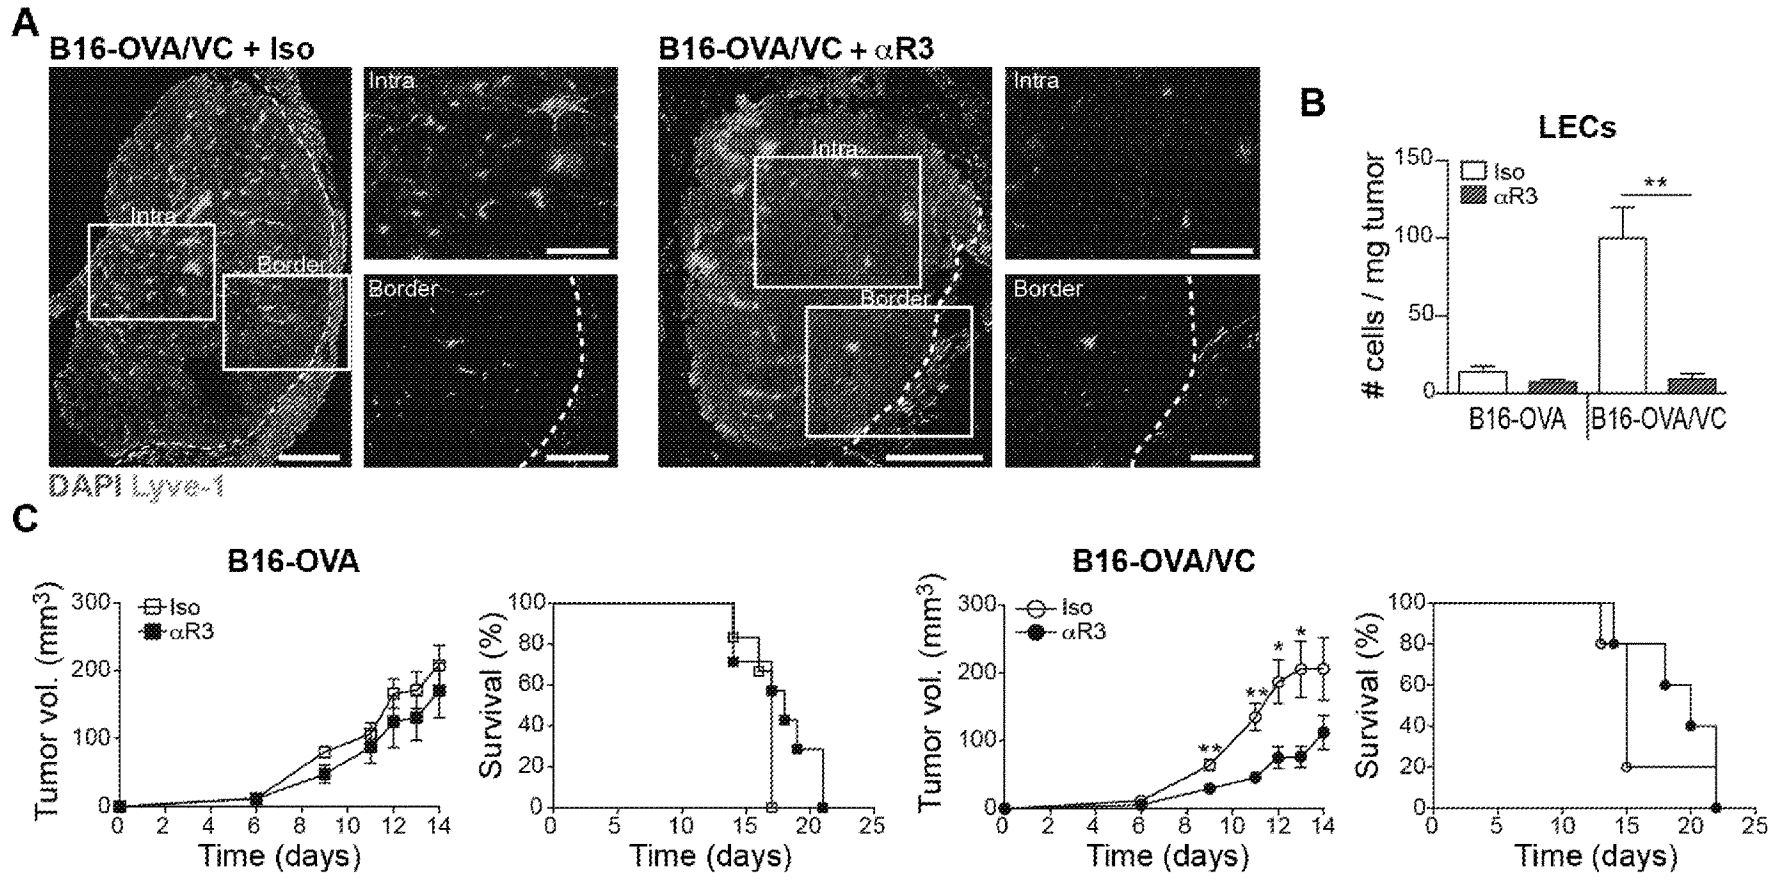 A
B16-OVA/VC + Iso
B16-OVA/VC + αR3
Intra
Border
Intra
Border
Intra
Border
Intra
Border
DAPI Lyve-1
B
LECs
Iso
αR3
**
# cells / mg tumor
150
100
50
0
B16-OVA
B16-OVA/VC
C
B16-OVA
Tumor vol. (mm³)
300
200
100
0
Iso
αR3
0 2 4 6 8 10 12 14
Time (days)
Survival (%)
100
80
60
40
20
0
0 5 10 15 20 25
Time (days)
B16-OVA/VC
Tumor vol. (mm³)
300
200
100
0
Iso
αR3
**
**
*
*
0 2 4 6 8 10 12 14
Time (days)
Survival (%)
100
80
60
40
20
0
0 5 10 15 20 25
Time (days)